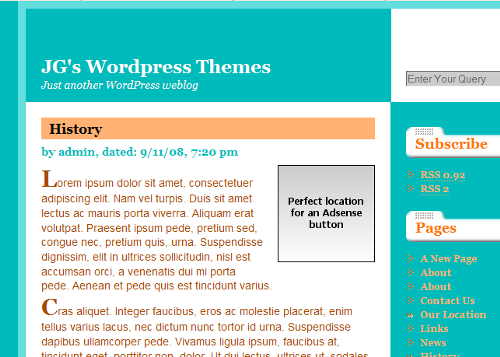 JG's Wordpress Themes
Just another WordPress weblog
Enter Your Query
History
by admin, dated: 9/11/08, 7:20 pm
Lorem ipsum dolor sit amet, consectetuer
adipiscing elit. Nam vel turpis. Duis sit amet
lectus ac mauris porta viverra. Aliquam erat
volutpat. Praesent ipsum pede, pretium sed,
congue nec, pretium quis, urna. Suspendisse
dignissim, elit in ultrices sollicitudin, nisl est
accumsan orci, a venenatis dui mi porta
pede. Aenean et pede quis est tincidunt varius.
Perfect location
for an Adsense
button
Cras aliquet. Integer faucibus, eros ac molestie placerat, enim
tellus varius lacus, nec dictum nunc tortor id urna. Suspendisse
dapibus ullamcorper pede. Vivamus ligula ipsum, faucibus at,
tincidunt eget, porttitor non, dolor. Ut dui lectus, ultrices ut, sodales
Subscribe
RSS 0.92
RSS 2
Pages
A New Page
About
About
Contact Us
Our Location
Links
News
History